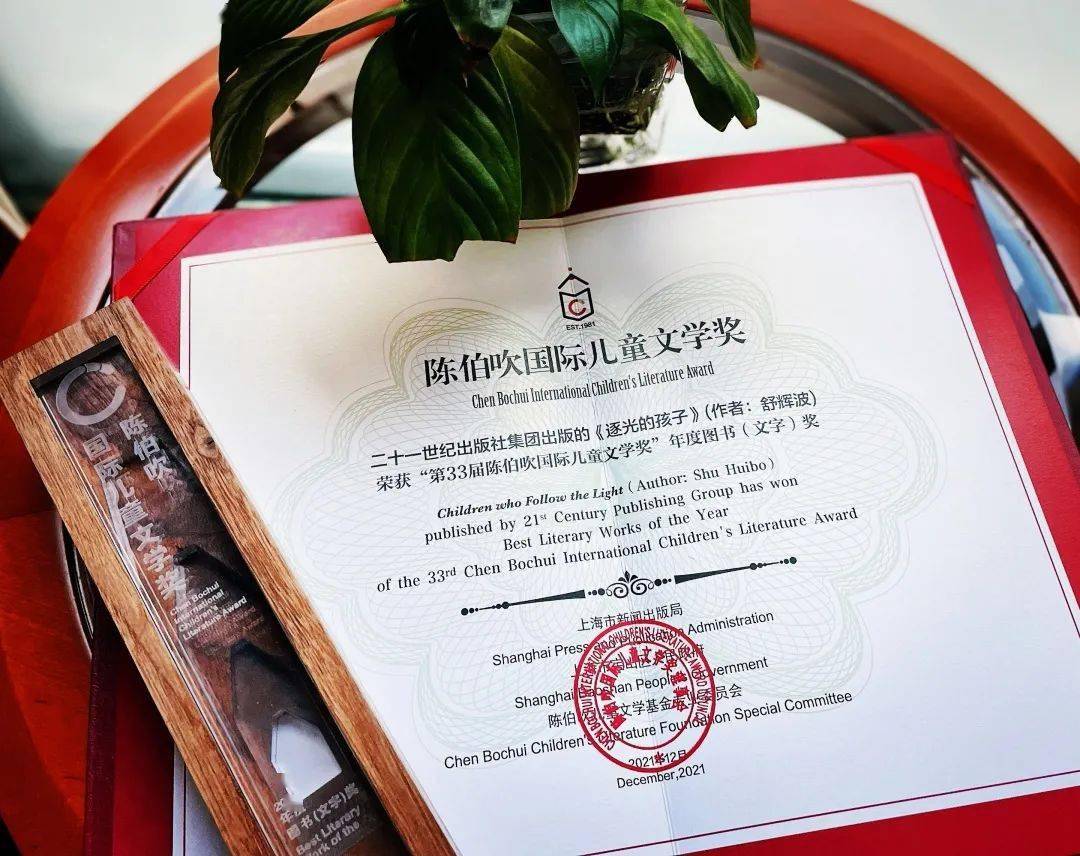 EST.1981
陈伯吹国际儿童文学奖
Chen Bochui International Children's Literature Award
二十一世纪出版社集团出版的《逐光的孩子》(作者：舒辉波)
荣获“第33届陈伯吹国际儿童文学奖”年度图书（文字）奖
Children who Follow the Light (Author: Shu Huibo)
published by 21st Century Publishing Group has won
Best Literary Works of the Year
of the 33rd Chen Bochui International Children's Literature Award
上海市新闻出版局
Shanghai Press Administration
Shanghai People
陈伯 文学基金专业委员会
Chen Bochui Children's Literature Foundation Special Committee
2021年12月
December,2021
陈伯吹
国际儿童文学奖
Chen Bochui
International
Children's
Literature Award
图书(文字)奖
Best Literary
of the